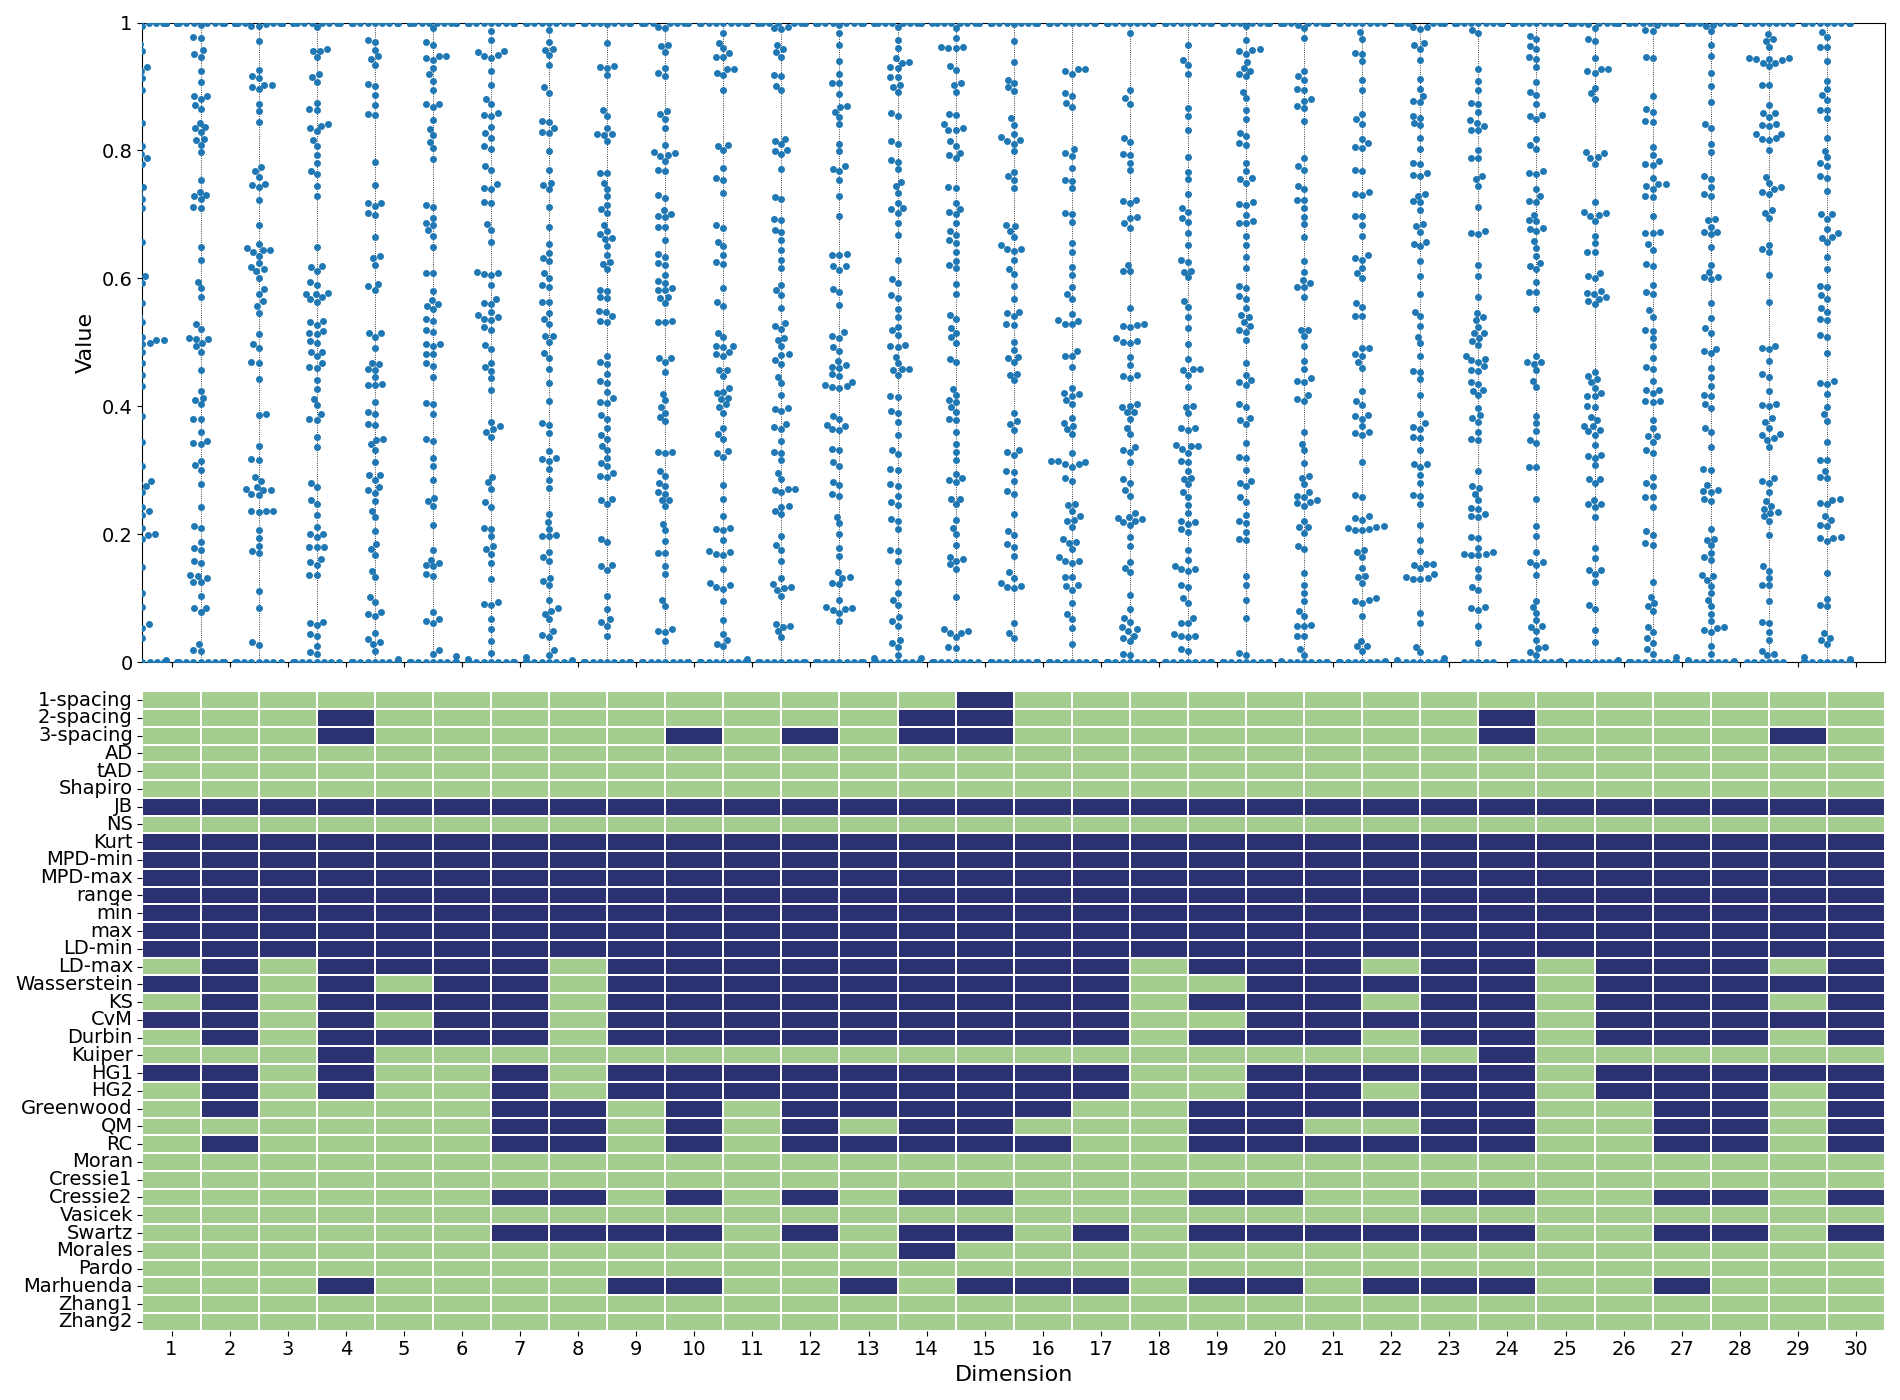 1
0.8
0.6
0.4
0.2
0
Value
1-spacing
2-spacing
3-spacing
AD
tAD
Shapiro
JB
NS
Kurt
MPD-min
MPD-max
range
min
max
LD-min
LD-max
Wasserstein
KS
CvM
Durbin
Kuiper
HG1
HG2
Greenwood
QM
RC
Moran
Cressie1
Cressie2
Vasicek
Swartz
Morales
Pardo
Marhuenda
Zhang1
Zhang2
1 2 3 4 5 6 7 8 9 10 11 12 13 14 15 16 17 18 19 20 21 22 23 24 25 26 27 28 29 30
Dimension